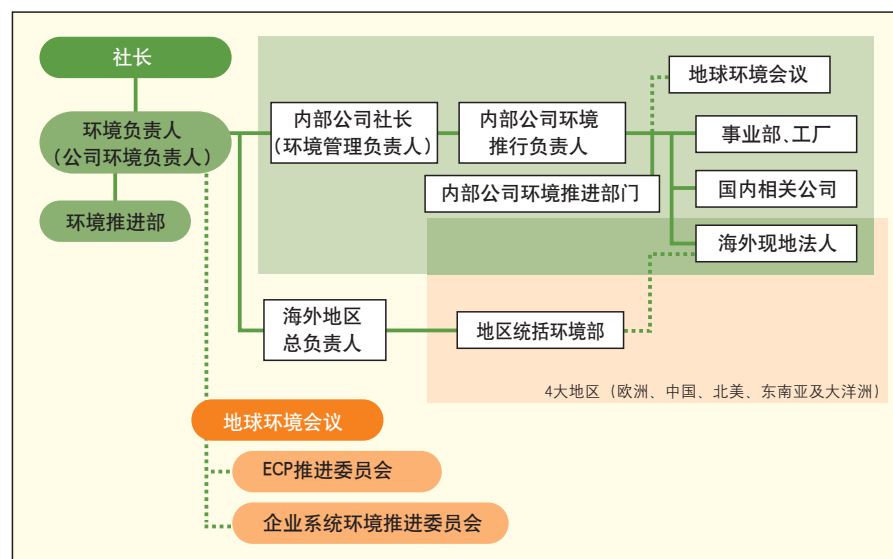 社长
地球环境会议
环境负责人
（公司环境负责人）
内部公司社长
（环境管理负责人）
内部公司环境
推行负责人
事业部、工厂
内部公司环境推进部门
国内相关公司
环境推进部
海外现地法人
海外地区
总负责人
地区统括环境部
4大地区（欧洲、中国、北美、东南亚及大洋洲）
地球环境会议
ECP推进委员会
企业系统环境推进委员会